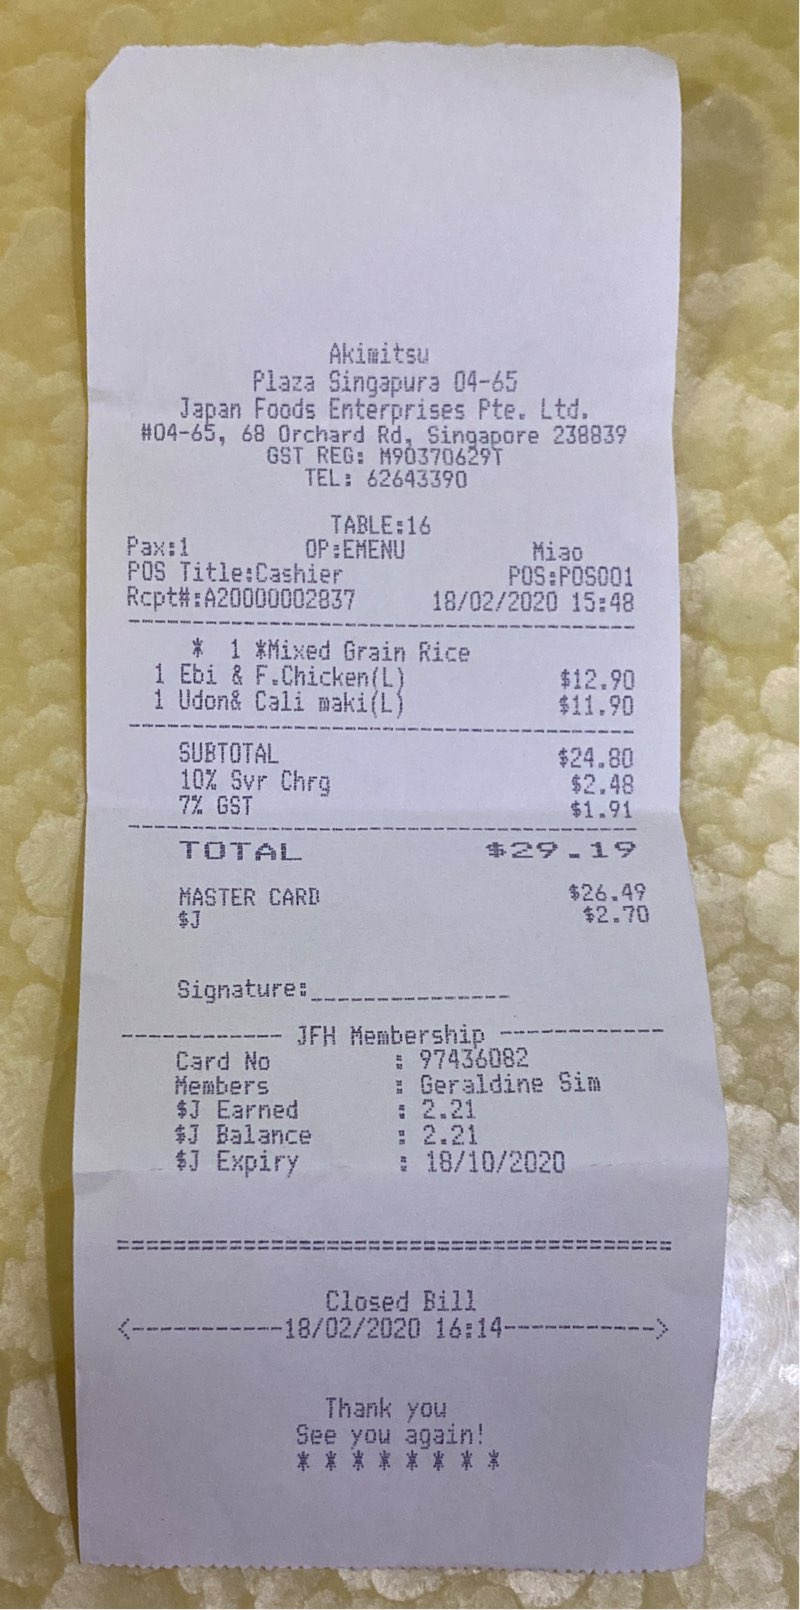 Akimitsu
Plaza Singapura 04-65
Japan Foods Enterprises Pte. Ltd.
#04-65, 68 Orchard Rd, Singapore 238839
GST REG: M90370629T
TEL: 62643390
TABLE:16
Pax:1 OP:EMENU Miao
POS Title:Cashier POS:POS001
Rcpt#:A20000002837 18/02/2020 15:48
* 1 *Mixed Grain Rice
1 Ebi & F.Chicken(L) $12.90
1 Udon& Cali maki(L) $11.90
SUBTOTAL $24.80
10% Svr Chrg $2.48
7% GST $1.91
TOTAL $29.19
MASTER CARD $26.49
$J $2.70
Signature:________________
----------- JFH Membership -----------
Card No : 97436082
Members : Geraldine Sim
$J Earned : 2.21
$J Balance : 2.21
$J Expiry : 18/10/2020
Closed Bill
<-----------18/02/2020 16:14----------->
Thank you
See you again!
* * * * * * * *